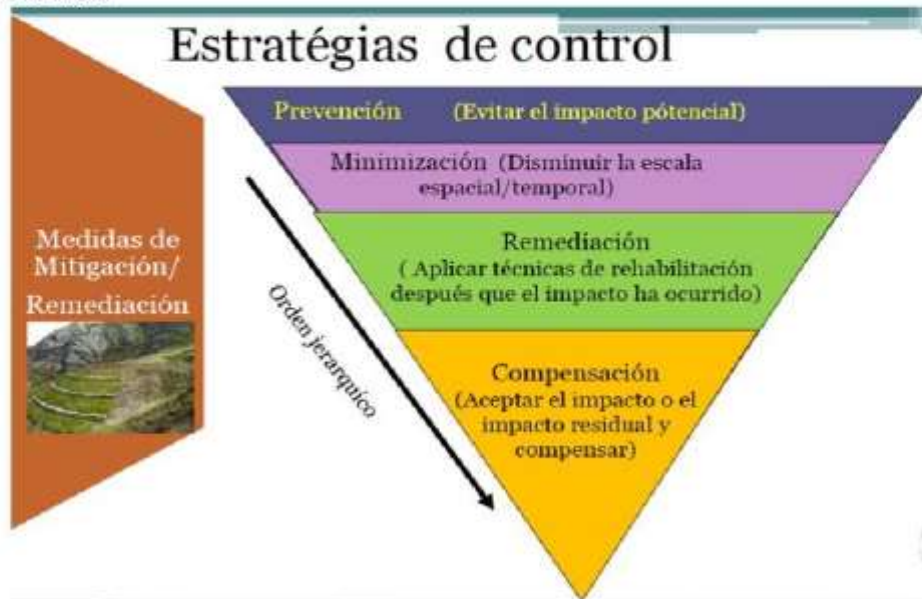 Estratégias de control
Prevención (Evitar el impacto pótencial)
Minimización (Disminuir la escala
espacial/temporal)
Remediación
( Aplicar técnicas de rehabilitación
después que el impacto ha ocurrido)
Compensación
(Aceptar el impacto o el
impacto residual y
compensar)
Orden jerarquico
Medidas de
Mitigación/
Remediación